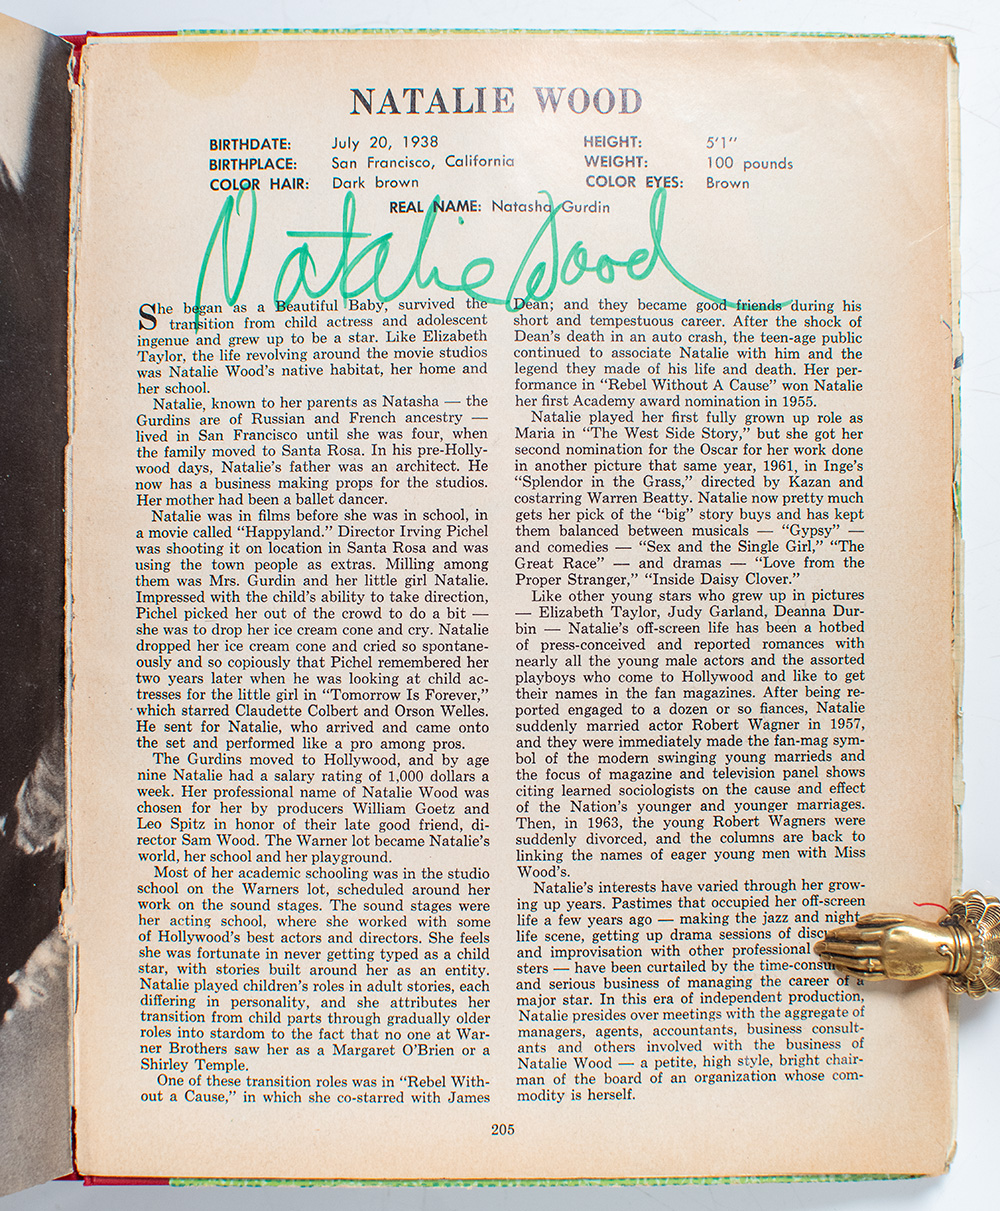 NATALIE WOOD
BIRTHDATE: July 20, 1938
BIRTHPLACE: San Francisco, California
COLOR HAIR: Dark brown
HEIGHT: 5'1"
WEIGHT: 100 pounds
COLOR EYES: Brown
REAL NAME: Natasha Gurdin
Natalie Wood
She began as a Beautiful Baby, survived the
transition from child actress and adolescent
ingenue and grew up to be a star. Like Elizabeth
Taylor, the life revolving around the movie studios
was Natalie Wood's native habitat, her home and
her school.
Natalie, known to her parents as Natasha — the
Gurdins are of Russian and French ancestry —
lived in San Francisco until she was four, when
the family moved to Santa Rosa. In his pre-Holly-
wood days, Natalie's father was an architect. He
now has a business making props for the studios.
Her mother had been a ballet dancer.
Natalie was in films before she was in school, in
a movie called "Happyland." Director Irving Pichel
was shooting it on location in Santa Rosa and was
using the town people as extras. Milling among
them was Mrs. Gurdin and her little girl Natalie.
Impressed with the child's ability to take direction,
Pichel picked her out of the crowd to do a bit —
she was to drop her ice cream cone and cry. Natalie
dropped her ice cream cone and cried so spontane-
ously and so copiously that Pichel remembered her
two years later when he was looking at child ac-
tresses for the little girl in "Tomorrow Is Forever,"
which starred Claudette Colbert and Orson Welles.
He sent for Natalie, who arrived and came onto
the set and performed like a pro among pros.
The Gurdins moved to Hollywood, and by age
nine Natalie had a salary rating of 1,000 dollars a
week. Her professional name of Natalie Wood was
chosen for her by producers William Goetz and
Leo Spitz in honor of their late good friend, di-
rector Sam Wood. The Warner lot became Natalie's
world, her school and her playground.
Most of her academic schooling was in the studio
school on the Warners lot, scheduled around her
work on the sound stages. The sound stages were
her acting school, where she worked with some
of Hollywood's best actors and directors. She feels
she was fortunate in never getting typed as a child
star, with stories built around her as an entity.
Natalie played children's roles in adult stories, each
differing in personality, and she attributes her
transition from child parts through gradually older
roles into stardom to the fact that no one at War-
ner Brothers saw her as a Margaret O'Brien or a
Shirley Temple.
One of these transition roles was in "Rebel With-
out a Cause," in which she co-starred with James
Dean; and they became good friends during his
short and tempestuous career. After the shock of
Dean's death in an auto crash, the teen-age public
continued to associate Natalie with him and the
legend they made of his life and death. Her per-
formance in "Rebel Without A Cause" won Natalie
her first Academy award nomination in 1955.
Natalie played her first fully grown up role as
Maria in "The West Side Story," but she got her
second nomination for the Oscar for her work done
in another picture that same year, 1961, in Inge's
"Splendor in the Grass," directed by Kazan and
costarring Warren Beatty. Natalie now pretty much
gets her pick of the "big" story buys and has kept
them balanced between musicals — "Gypsy" —
and comedies — "Sex and the Single Girl," "The
Great Race" — and dramas — "Love from the
Proper Stranger," "Inside Daisy Clover."
Like other young stars who grew up in pictures
— Elizabeth Taylor, Judy Garland, Deanna Dur-
bin — Natalie's off-screen life has been a hotbed
of press-conceived and reported romances with
nearly all the young male actors and the assorted
playboys who come to Hollywood and like to get
their names in the fan magazines. After being re-
ported engaged to a dozen or so fiances, Natalie
suddenly married actor Robert Wagner in 1957,
and they were immediately made the fan-mag sym-
bol of the modern swinging young marrieds and
the focus of magazine and television panel shows
citing learned sociologists on the cause and effect
of the Nation's younger and younger marriages.
Then, in 1963, the young Robert Wagners were
suddenly divorced, and the columns are back to
linking the names of eager young men with Miss
Wood's.
Natalie's interests have varied through her grow-
ing up years. Pastimes that occupied her off-screen
life a few years ago — making the jazz and night-
life scene, getting up drama sessions of
and improvisation with other professional
sters — have been curtailed by the
and serious business of managing the career of a
major star. In this era of independent production,
Natalie presides over meetings with the aggregate of
managers, agents, accountants, business consult-
ants and others involved with the business of
Natalie Wood — a petite, high style, bright chair-
man of the board of an organization whose com-
modity is herself.
205